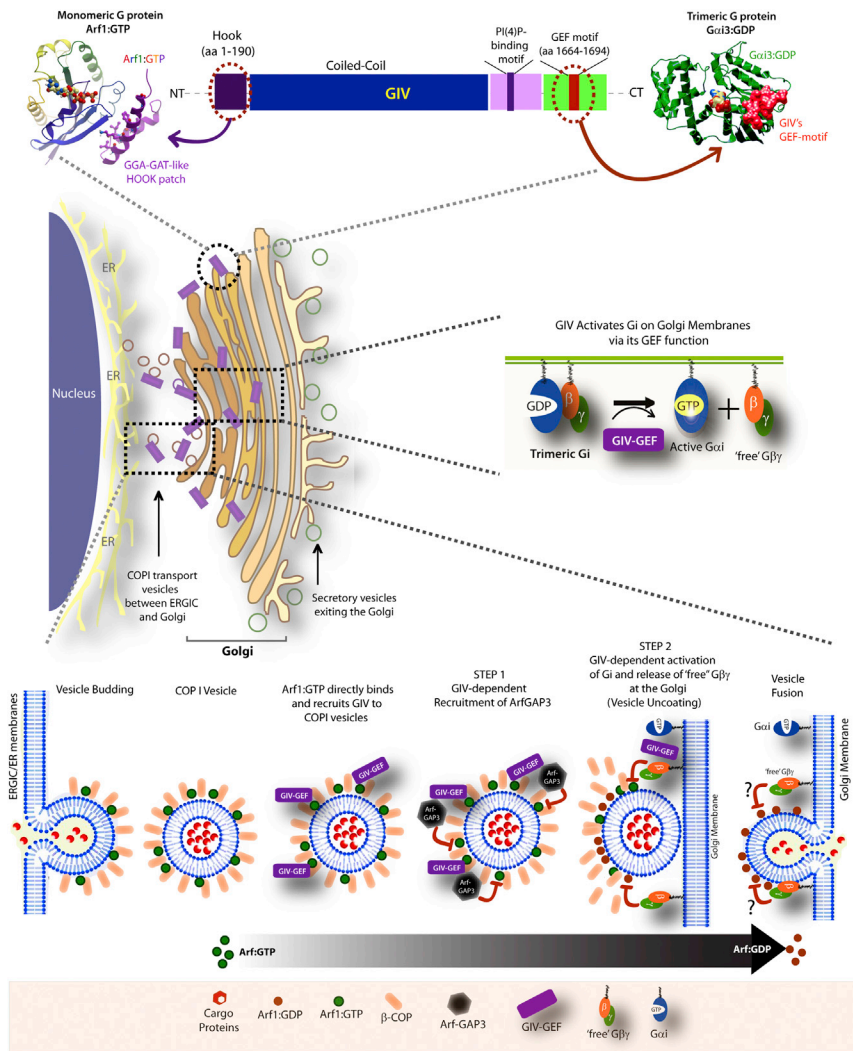 Monomeric G protein
Arf1:GTP
Arf1:GTP
GGA-GAT-like
HOOK patch
Hook
(aa 1-190)
Coiled-Coil
PI(4)P-
binding
motif
GEF motif
(aa 1664-1694)
NT
GIV
CT
Trimeric G protein
Gαi3:GDP
Gαi3:GDP
GIV's
GEF-motif
ER
ER
ER
Nucleus
COPI transport
vesicles
between ERGIC
and Golgi
Secretory vesicles
exiting the Golgi
Golgi
GIV Activates Gi on Golgi Membranes
via its GEF function
GDP
β
γ
GTP
β
γ
GIV-GEF
Trimeric Gi
Active Gαi
'free' Gβγ
ERGIC/ER membranes
Vesicle Budding
COP I Vesicle
Arf1:GTP directly binds
and recruits GIV to
COPI vesicles
GIV-GEF
GIV-GEF
GIV-GEF
STEP 1
GIV-dependent
Recruitment of ArfGAP3
GIV-GEF
GIV-GEF
GIV-GEF
Arf-
GAP3
Arf-
GAP3
Arf-
GAP3
STEP 2
GIV-dependent activation
of Gi and release of 'free" Gβγ
at the Golgi
(Vesicle Uncoating)
GTP
GIV-GEF
β
γ
β
γ
Golgi Membrane
Vesicle
Fusion
Gαi
GTP
'free' Gβγ
?
β
γ
?
β
γ
Golgi Membrane
Arf:GTP
Arf:GDP
Cargo
Proteins
Arf1:GDP
Arf1:GTP
β-COP
Arf-GAP3
GIV-GEF
β
γ
'free' Gβγ
GTP
Gαi